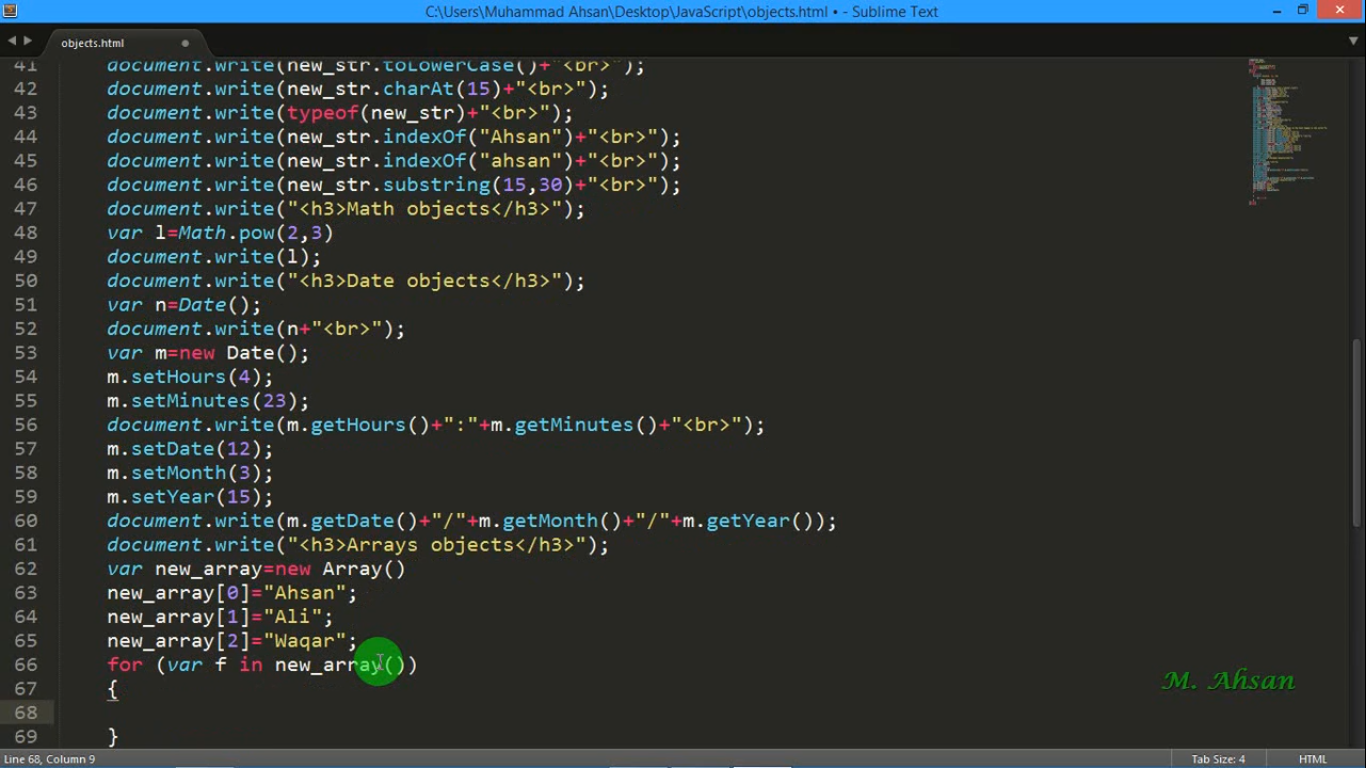 C:\Users\Muhammad Ahsan\Desktop\JavaScript\objects.html • - Sublime Text
objects.html
41 document.write(new_str.toLowerCase()+"<br>");
42 document.write(new_str.charAt(15)+"<br>");
43 document.write(typeof(new_str)+"<br>");
44 document.write(new_str.indexOf("Ahsan")+"<br>");
45 document.write(new_str.indexOf("ahsan")+"<br>");
46 document.write(new_str.substring(15,30)+"<br>");
47 document.write("<h3>Math objects</h3>");
48 var l=Math.pow(2,3)
49 document.write(l);
50 document.write("<h3>Date objects</h3>");
51 var n=Date();
52 document.write(n+"<br>");
53 var m=new Date();
54 m.setHours(4);
55 m.setMinutes(23);
56 document.write(m.getHours()+":"+m.getMinutes()+"<br>");
57 m.setDate(12);
58 m.setMonth(3);
59 m.setYear(15);
60 document.write(m.getDate()+"/"+m.getMonth()+"/"+m.getYear());
61 document.write("<h3>Arrays objects</h3>");
62 var new_array=new Array()
63 new_array[0]="Ahsan";
64 new_array[1]="Ali";
65 new_array[2]="Waqar";
66 for (var f in new_array())
67 {
68
69 }
M. Ahsan
Line 68, Column 9
Tab Size: 4
HTML